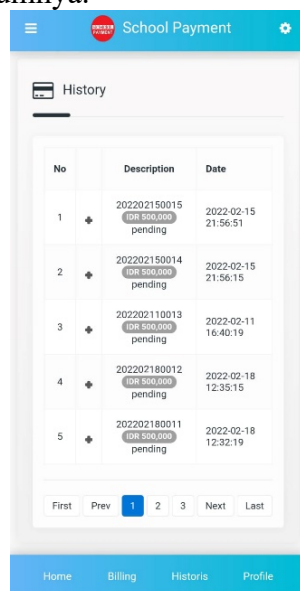 School Payment
History
No Description Date
202202150015
1 IDR 500,000 2022-02-15
pending 21:56:51
202202150014
2 IDR 500,000 2022-02-15
pending 21:56:15
202202110013
3 IDR 500,000 2022-02-11
pending 16:40:19
202202180012
4 IDR 500,000 2022-02-18
pending 12:35:15
202202180011
5 IDR 500,000 2022-02-18
pending 12:32:19
First Prev 1 2 3 Next Last
Home Billing Historis Profile